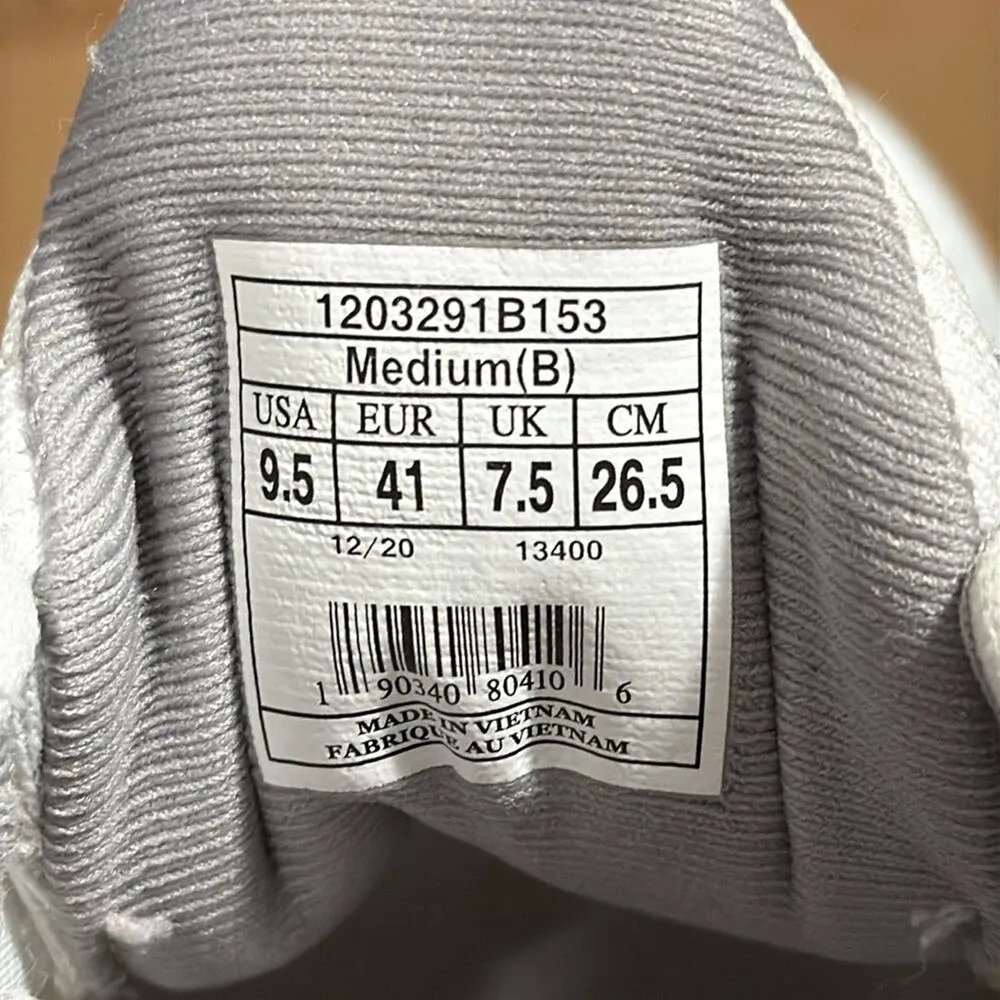 1203291B153
Medium(B)
USA EUR UK CM
9.5 41 7.5 26.5
12/20 13400
1 90340 80410 6
MADE IN VIETNAM
FABRIQUE AU VIETNAM